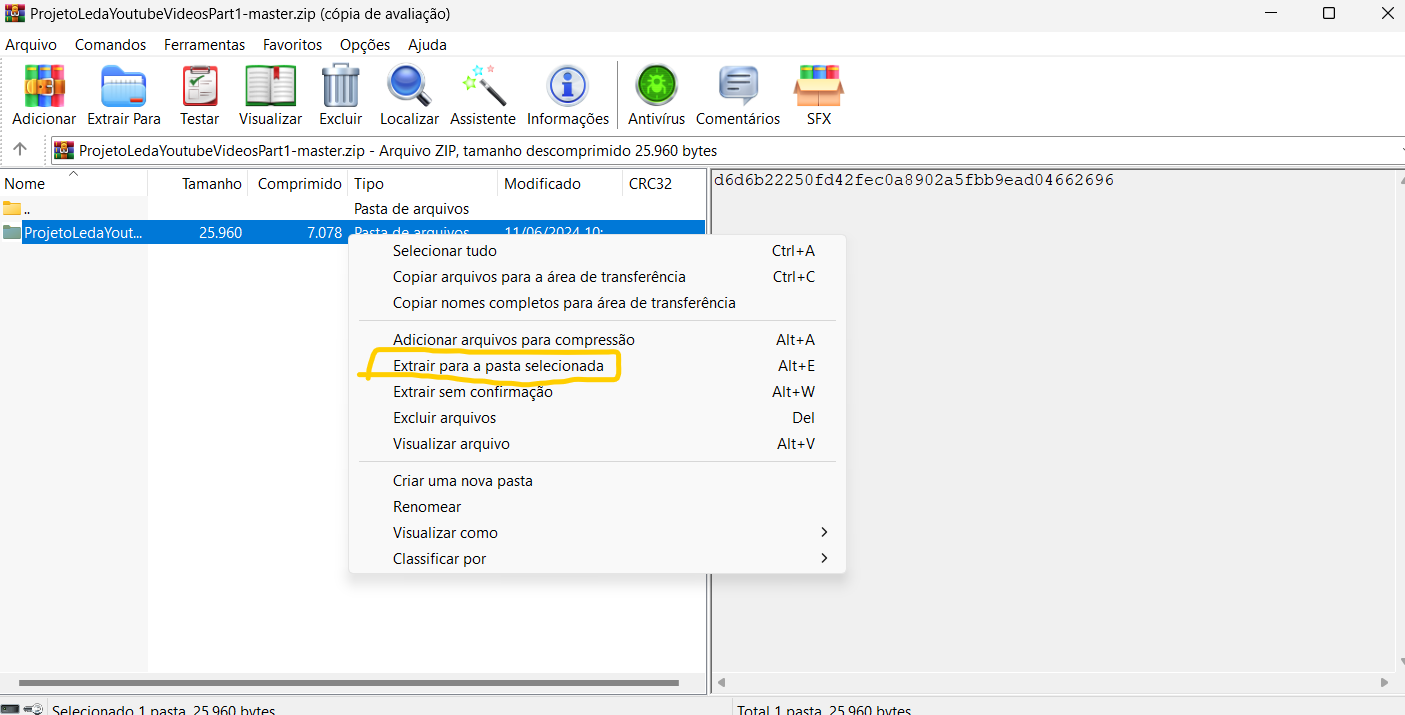 ProjetoLedaYoutubeVideosPart1-master.zip (cópia de avaliação)
Arquivo Comandos Ferramentas Favoritos Opções Ajuda
Adicionar Extrair Para Testar Visualizar Excluir Localizar Assistente Informações Antivírus Comentários SFX
ProjetoLedaYoutubeVideosPart1-master.zip - Arquivo ZIP, tamanho descomprimido 25.960 bytes
Nome Tamanho Comprimido Tipo Modificado CRC32
.. Pasta de arquivos
ProjetoLedaYout... 25.960 7.078 Pasta de arquivos 11/06/2024 10:
d6d6b22250fd42fec0a8902a5fbb9ead04662696
Selecionar tudo Ctrl+A
Copiar arquivos para a área de transferência Ctrl+C
Copiar nomes completos para área de transferência
Adicionar arquivos para compressão Alt+A
Extrair para a pasta selecionada Alt+E
Extrair sem confirmação Alt+W
Excluir arquivos Del
Visualizar arquivo Alt+V
Criar uma nova pasta
Renomear
Visualizar como
Classificar por
Selecionado 1 pasta, 25.960 bytes
Total 1 pasta, 25.960 bytes